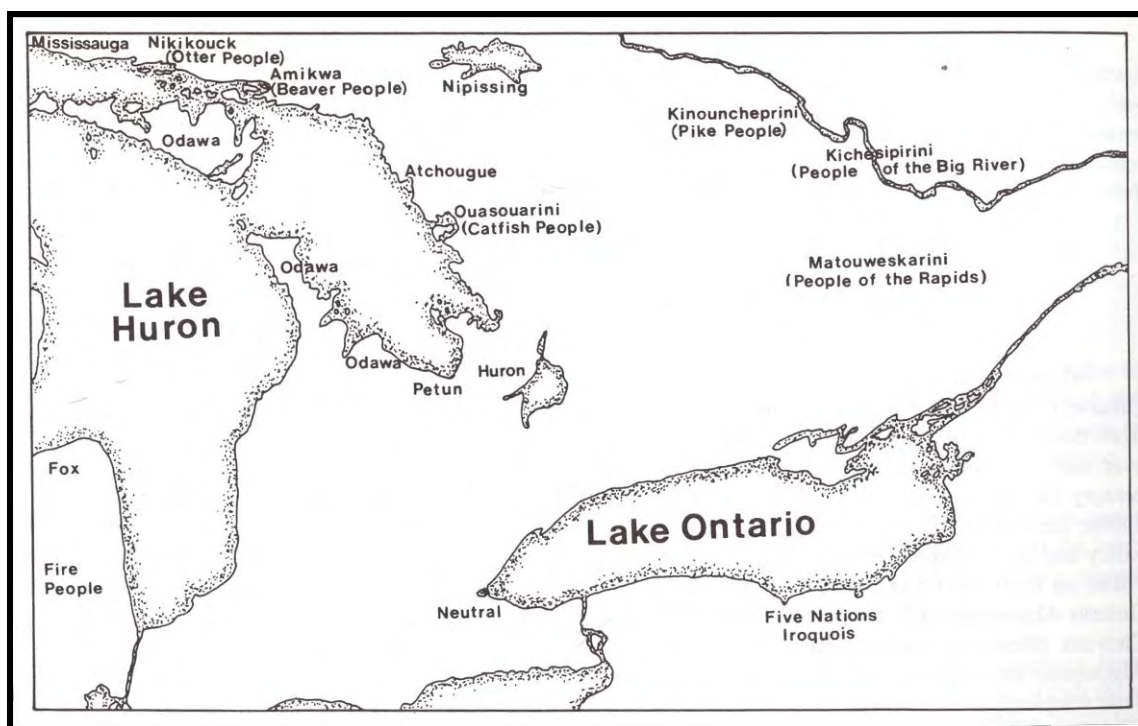 Mississauga
Nikikouck
(Otter People)
Amikwa
(Beaver People)
Nipissing
Odawa
Kinouncheprini
(Pike People)
Kichesipirini
(People of the Big River)
Atchougue
Ouasouarini
(Catfish People)
Odawa
Matouweskarini
(People of the Rapids)
Lake
Huron
Odawa
Petun
Huron
Fox
Lake Ontario
Fire
People
Neutral
Five Nations
Iroquois